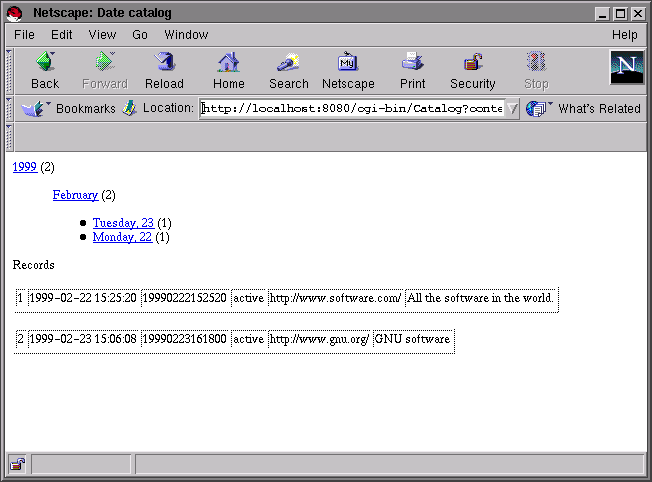 Netscape: Date catalog
File Edit View Go Window Help
Back Forward Reload Home Search Netscape Print Security Stop
My
N
Bookmarks Location: http://localhost:8080/cgi-bin/Catalog?conte What's Related
1999 (2)
February (2)
Tuesday, 23 (1)
Monday, 22 (1)
Records
1 1999-02-22 15:25:20 19990222152520 active http://www.software.com/ All the software in the world.
2 1999-02-23 15:06:08 19990223161800 active http://www.gnu.org/ GNU software